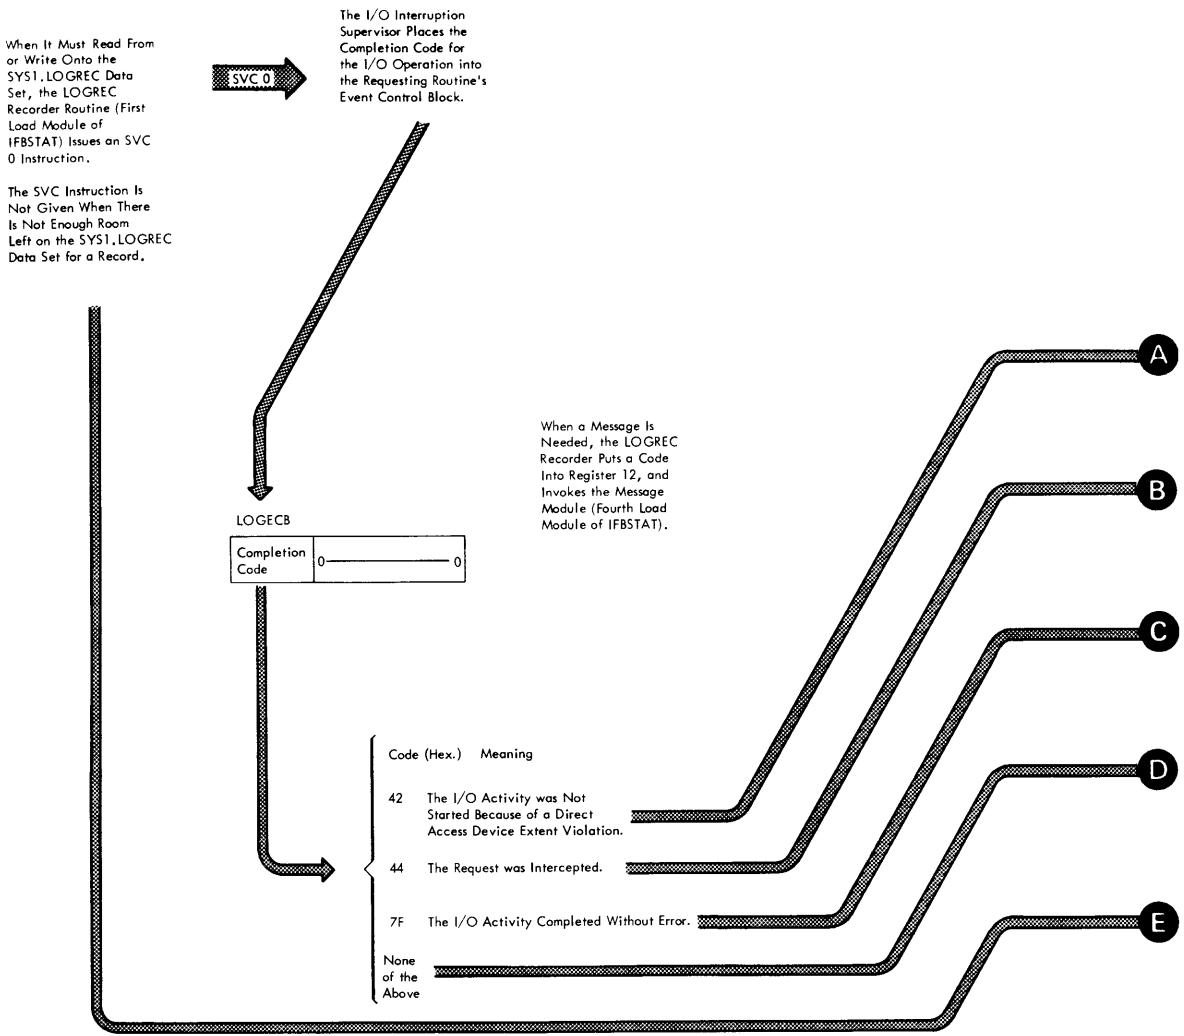 When It Must Read From
or Write Onto the
SYS1.LOGREC Data
Set, the LOGREC
Recorder Routine (First
Load Module of
IFBSTAT) Issues an SVC
0 Instruction.
The SVC Instruction Is
Not Given When There
Is Not Enough Room
Left on the SYS1.LOGREC
Data Set for a Record.
SVC 0
The I/O Interruption
Supervisor Places the
Completion Code for
the I/O Operation into
the Requesting Routine's
Event Control Block.
When a Message Is
Needed, the LOGREC
Recorder Puts a Code
Into Register 12, and
Invokes the Message
Module (Fourth Load
Module of IFBSTAT).
LOGECB
Completion
Code
0 0
Code (Hex.) Meaning
42 The I/O Activity was Not
Started Because of a Direct
Access Device Extent Violation.
44 The Request was Intercepted.
7F The I/O Activity Completed Without Error.
None
of the
Above
A
B
C
D
E